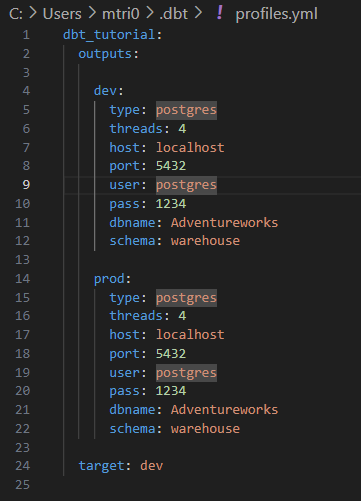 C: > Users > mtri0 > .dbt > ! profiles.yml
1 dbt_tutorial:
2 outputs:
3
4 dev:
5 type: postgres
6 threads: 4
7 host: localhost
8 port: 5432
9 user: postgres
10 pass: 1234
11 dbname: Adventureworks
12 schema: warehouse
13
14 prod:
15 type: postgres
16 threads: 4
17 host: localhost
18 port: 5432
19 user: postgres
20 pass: 1234
21 dbname: Adventureworks
22 schema: warehouse
23
24 target: dev
25